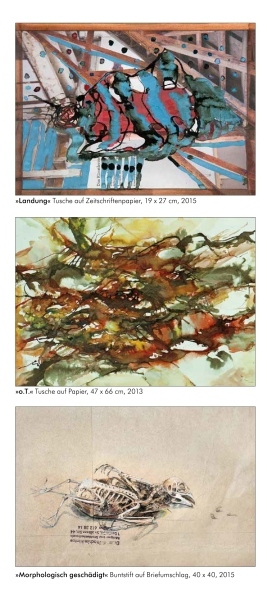 »Landung« Tusche auf Zeitschriftenpapier, 19 x 27 cm, 2015
»o.T.« Tusche auf Papier, 47 x 66 cm, 2013
»Morphologisch geschädigt« Buntstift auf Briefumschlag, 40 x 40, 2015